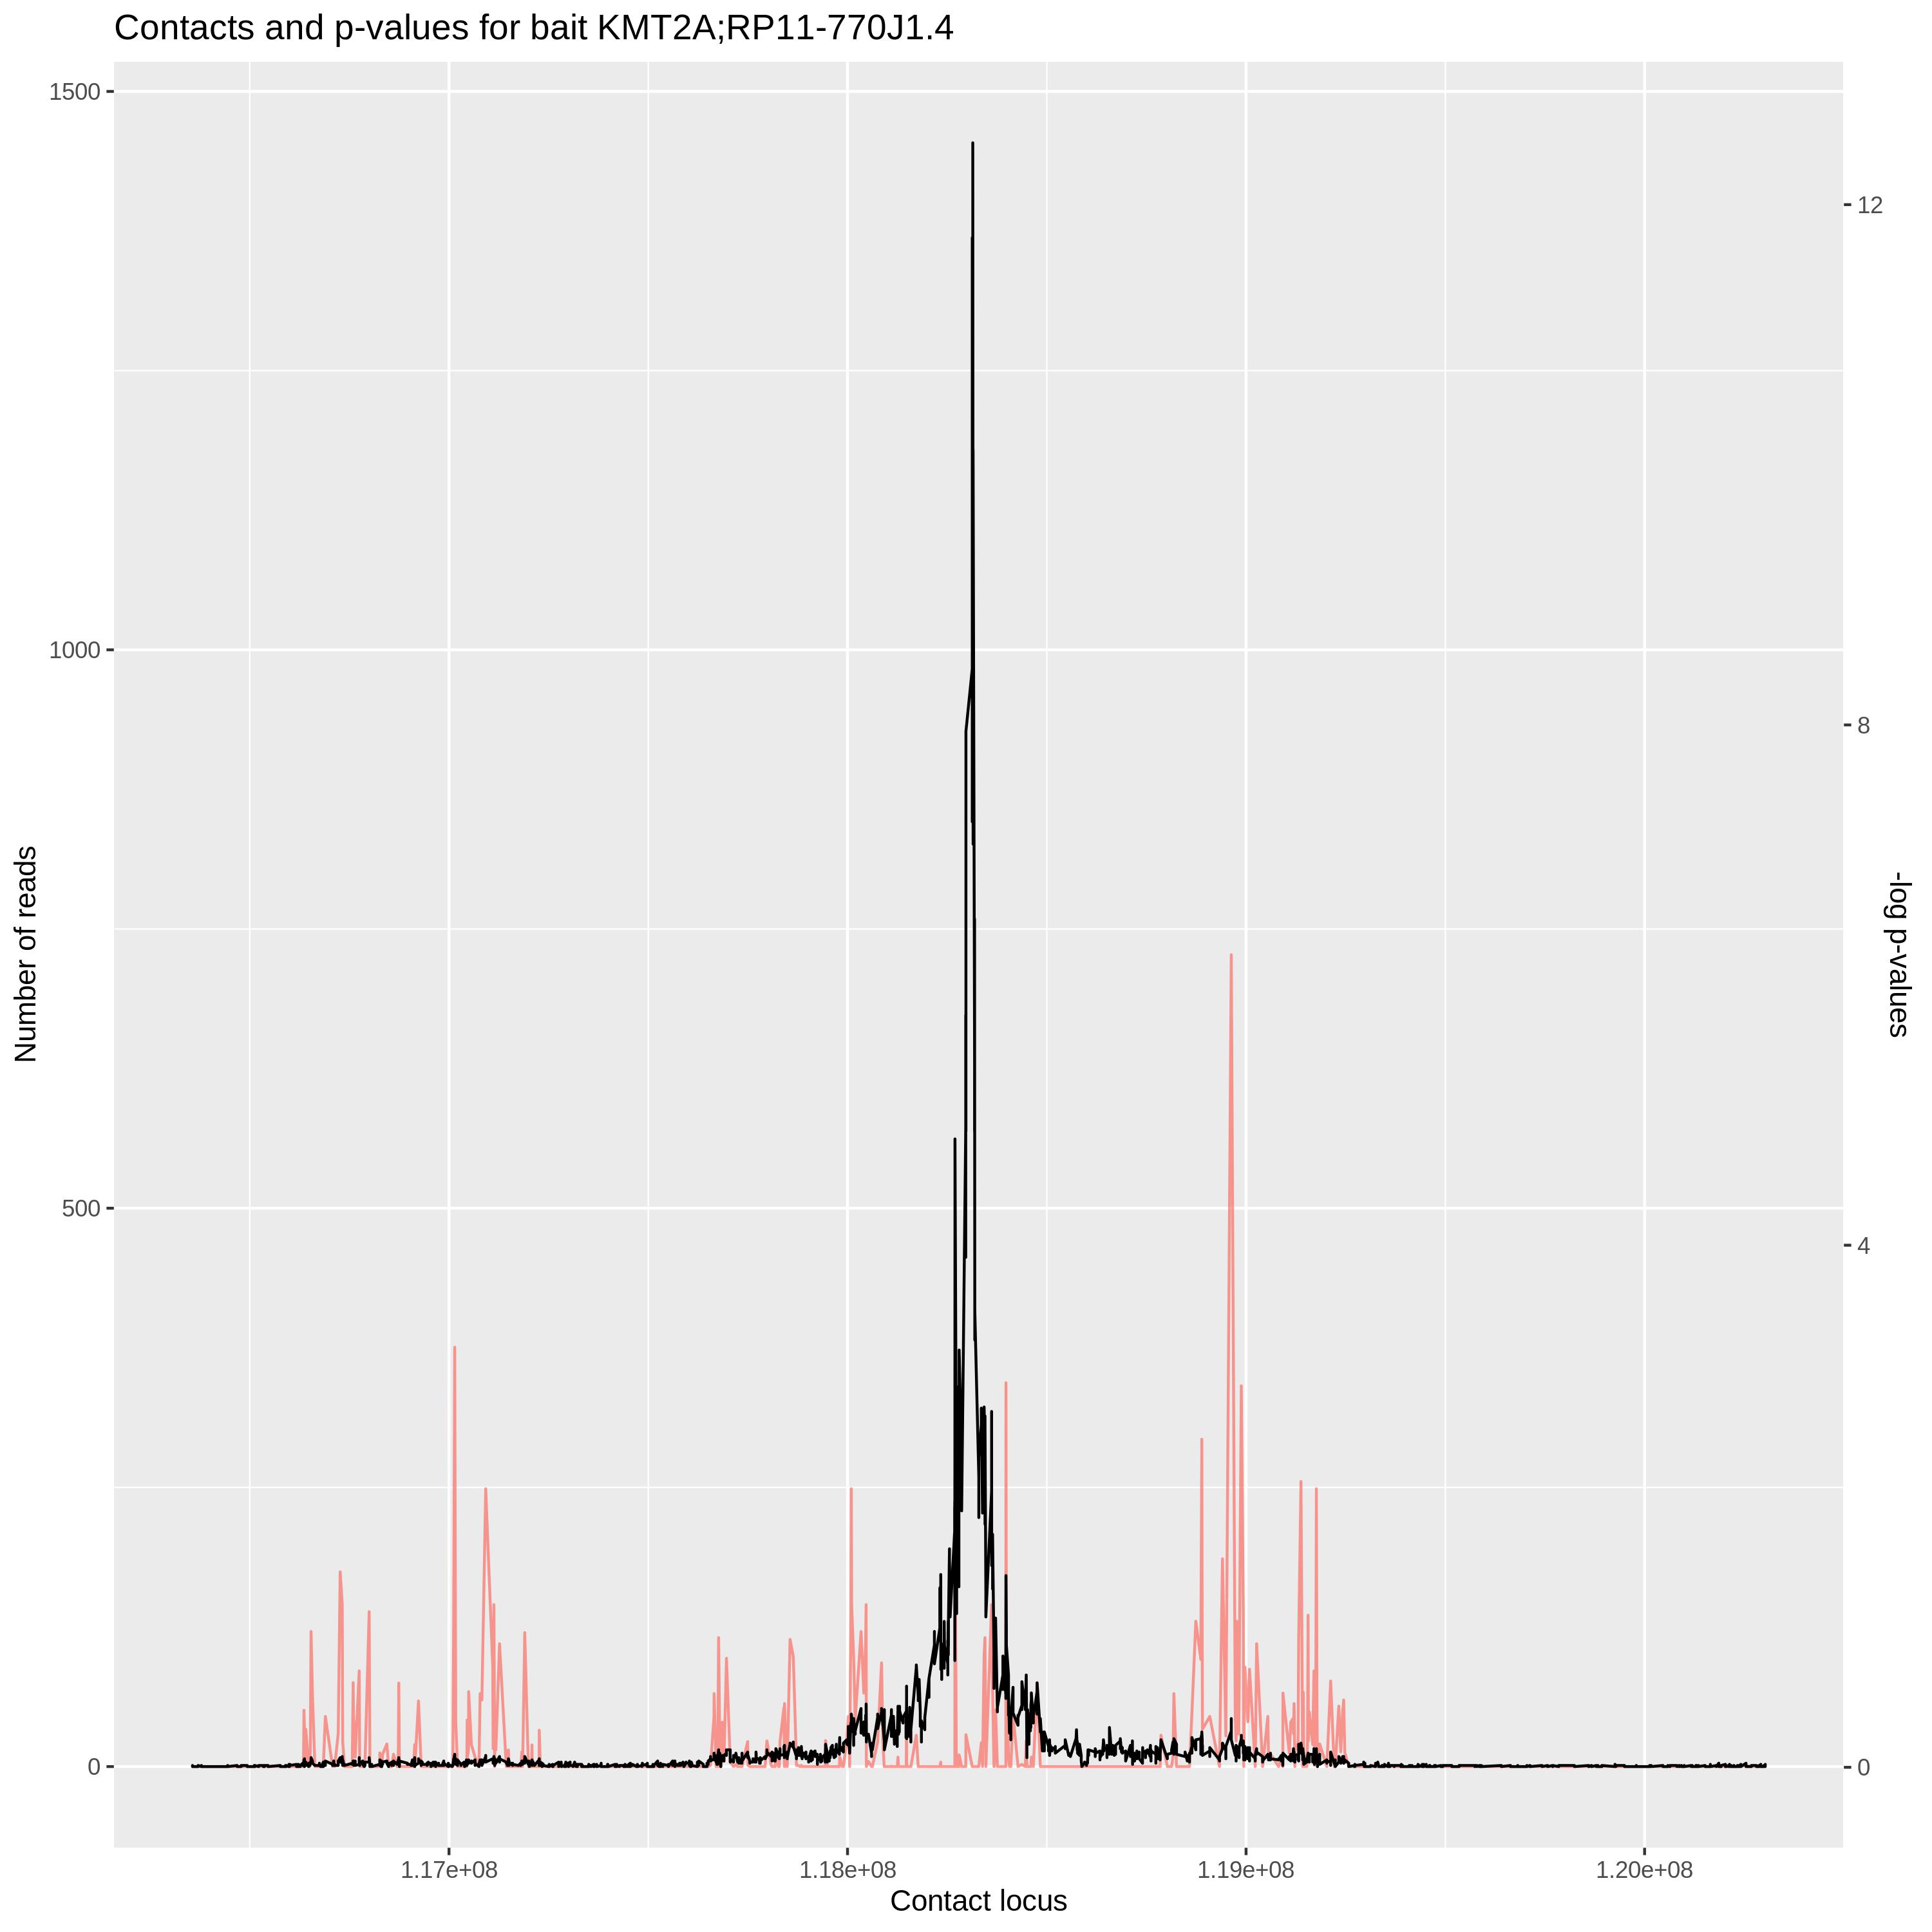 Contacts and p-values for bait KMT2A;RP11-770J1.4
1500
1000
500
0
12
8
4
0
Number of reads
-log p-values
1.17e+08
1.18e+08
1.19e+08
1.20e+08
Contact locus